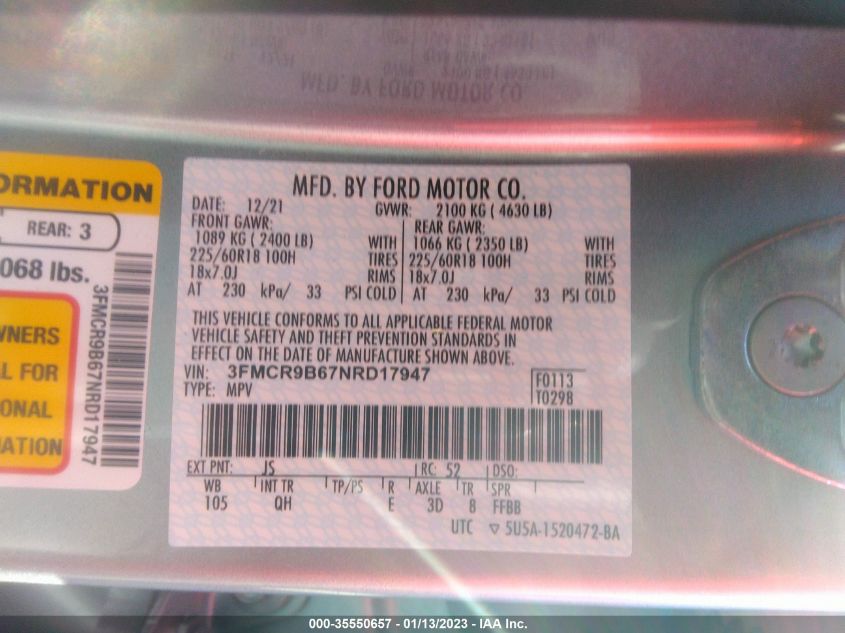 MFD. BY FORD MOTOR CO.
ORMATION
REAR: 3
068 lbs.
3FMCR9B67NRD17947
WNERS
L FOR
ONAL
ATION
MFD. BY FORD MOTOR CO.
DATE: 12/21 GVWR: 2100 KG ( 4630 LB)
FRONT GAWR: REAR GAWR:
1089 KG ( 2400 LB) WITH 1066 KG ( 2350 LB) WITH
225/60R18 100H TIRES 225/60R18 100H TIRES
18x7.0J RIMS 18x7.0J RIMS
AT 230 kPa/ 33 PSI COLD AT 230 kPa/ 33 PSI COLD
THIS VEHICLE CONFORMS TO ALL APPLICABLE FEDERAL MOTOR
VEHICLE SAFETY AND THEFT PREVENTION STANDARDS IN
EFFECT ON THE DATE OF MANUFACTURE SHOWN ABOVE.
VIN: 3FMCR9B67NRD17947
TYPE: MPV
F0113
T0298
EXT PNT: JS RC: 52 DSO:
WB INT TR TP/PS R AXLE TR SPR
105 QH E 3D 8 FFBB
UTC ▽ 5U5A-1520472-BA
000-35550657 - 01/13/2023 - IAA Inc.